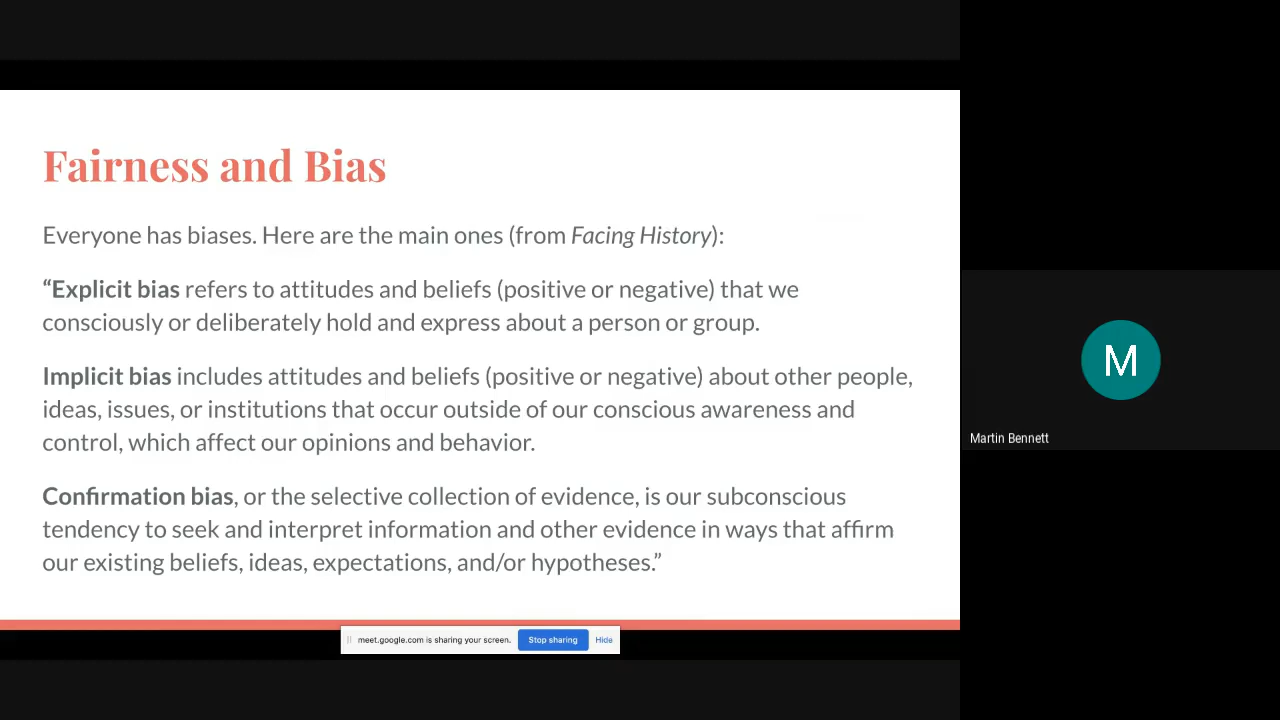 Fairness and Bias
Everyone has biases. Here are the main ones (from Facing History):
“Explicit bias refers to attitudes and beliefs (positive or negative) that we
consciously or deliberately hold and express about a person or group.
Implicit bias includes attitudes and beliefs (positive or negative) about other people,
ideas, issues, or institutions that occur outside of our conscious awareness and
control, which affect our opinions and behavior.
Confirmation bias, or the selective collection of evidence, is our subconscious
tendency to seek and interpret information and other evidence in ways that affirm
our existing beliefs, ideas, expectations, and/or hypotheses.”
meet.google.com is sharing your screen. Stop sharing Hide
M
Martin Bennett